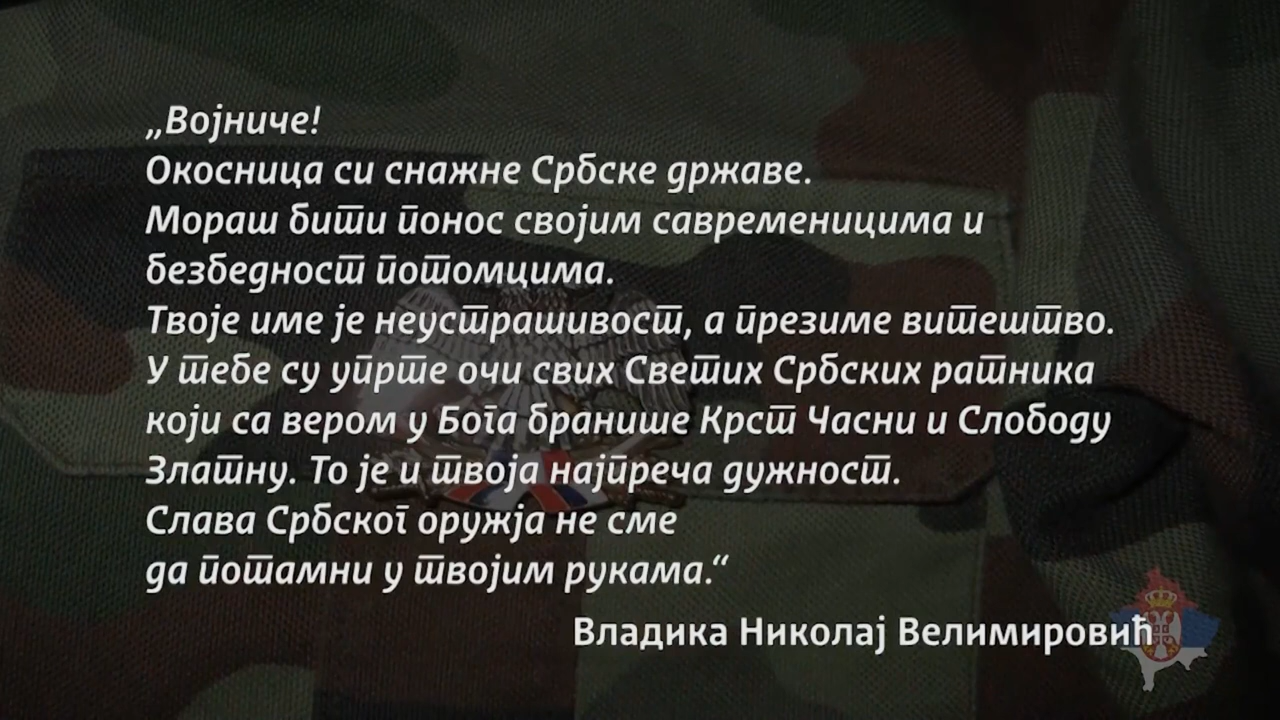 „Војниче!
Окосница си снажне Србске државе.
Мораш бити понос својим савременицима и
безбедност потомцима.
Твоје име је неустрашивост, а презиме витештво.
У тебе су упрте очи свих Светих Србских ратника
који са вером у Бога бранише Крст Часни и Слободу
Златну. То је и твоја најпреча дужност.
Слава Србског оружја не сме
да потамни у твојим рукама.“
Владика Николај Велимировић